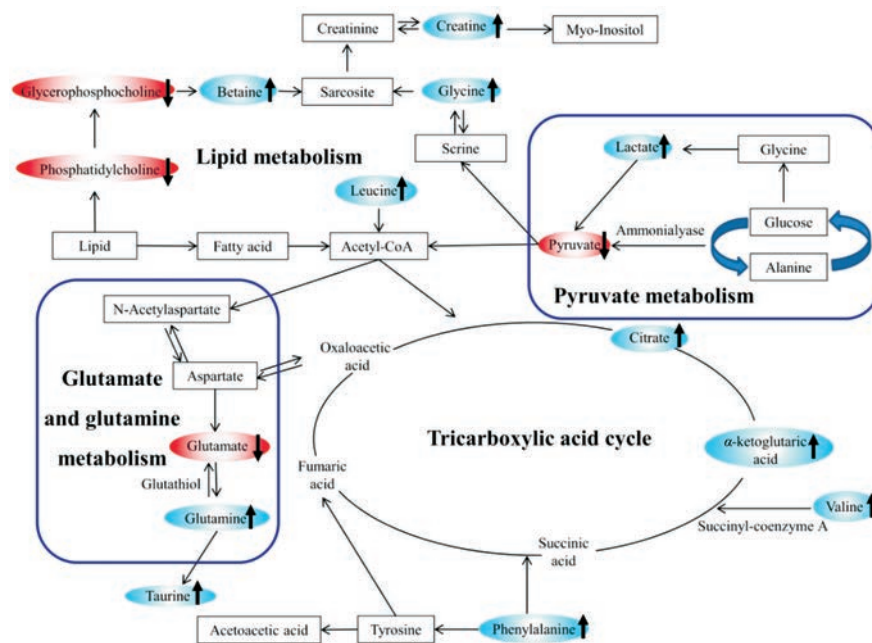 Creatinine
Creatine
Myo-Inositol
Glycerophosphocholine
Betaine
Sarcosite
Glycine
Lipid metabolism
Scrine
Lactate
Glycine
Phosphatidylcholine
Leucine
Glucose
Lipid
Fatty acid
Acetyl-CoA
Pyruvate
Ammonialyase
Alanine
Pyruvate metabolism
N-Acetylaspartate
Citrate
Oxaloacetic
acid
Glutamate
Aspartate
and glutamine
metabolism
Tricarboxylic acid cycle
α-ketoglutaric
acid
Glutamate
Glutathiol
Fumaric
acid
Glutamine
Valine
Succinyl-coenzyme A
Succinic
acid
Taurine
Acetoacetic acid
Tyrosine
Phenylalanine